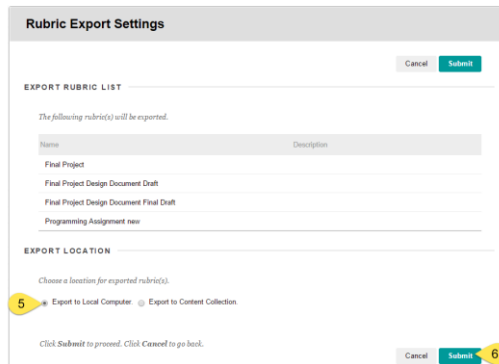 Rubric Export Settings
Cancel Submit
EXPORT RUBRIC LIST
The following rubric(s) will be exported.
Name Description
Final Project
Final Project Design Document Draft
Final Project Design Document Final Draft
Programming Assignment new
EXPORT LOCATION
Choose a location for exported rubric(s).
5 Export to Local Computer. Export to Content Collection.
Click Submit to proceed. Click Cancel to go back.
Cancel Submit 6